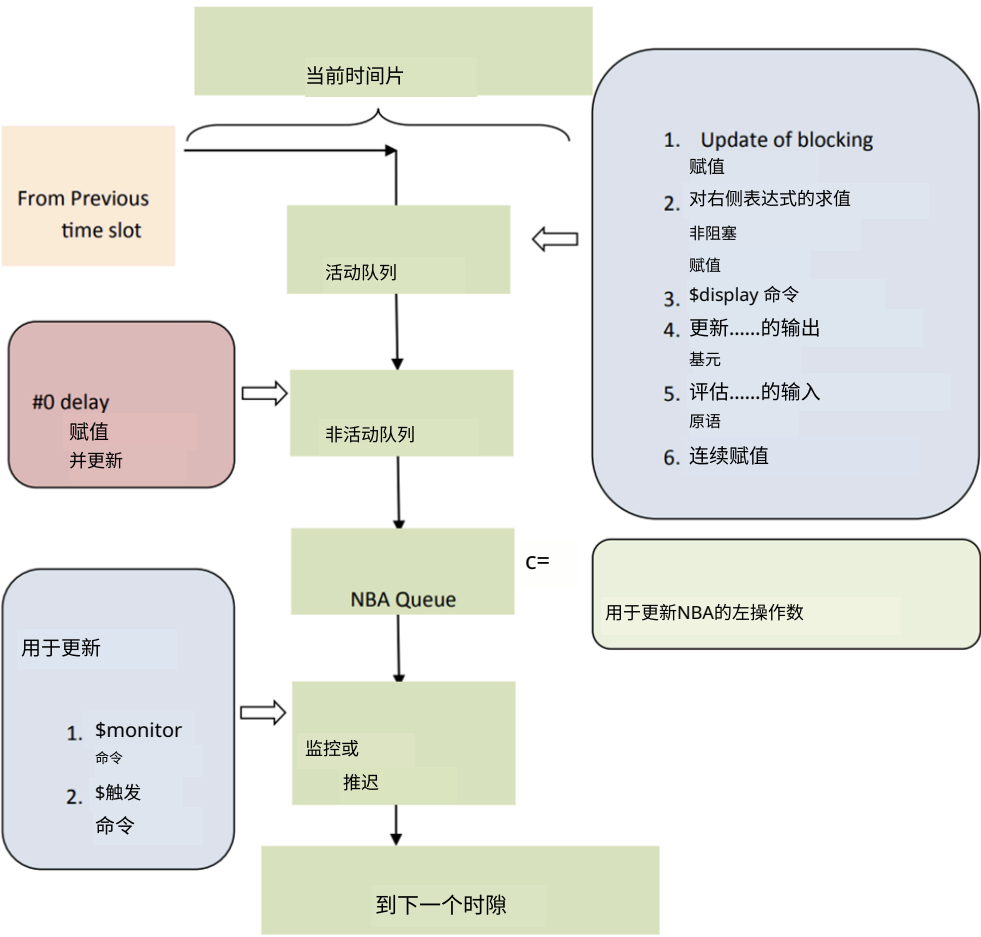 当前时间片
From Previous
time slot
1. Update of blocking
赋值
2. 对右侧表达式的求值
非阻塞
赋值
3. $display 命令
4. 更新......的输出
基元
5. 评估......的输入
原语
6. 连续赋值
活动队列
#0 delay
赋值
并更新
非活动队列
NBA Queue
c=
用于更新NBA的左操作数
用于更新
1. $monitor
命令
2. $触发
命令
监控或
推迟
到下一个时隙